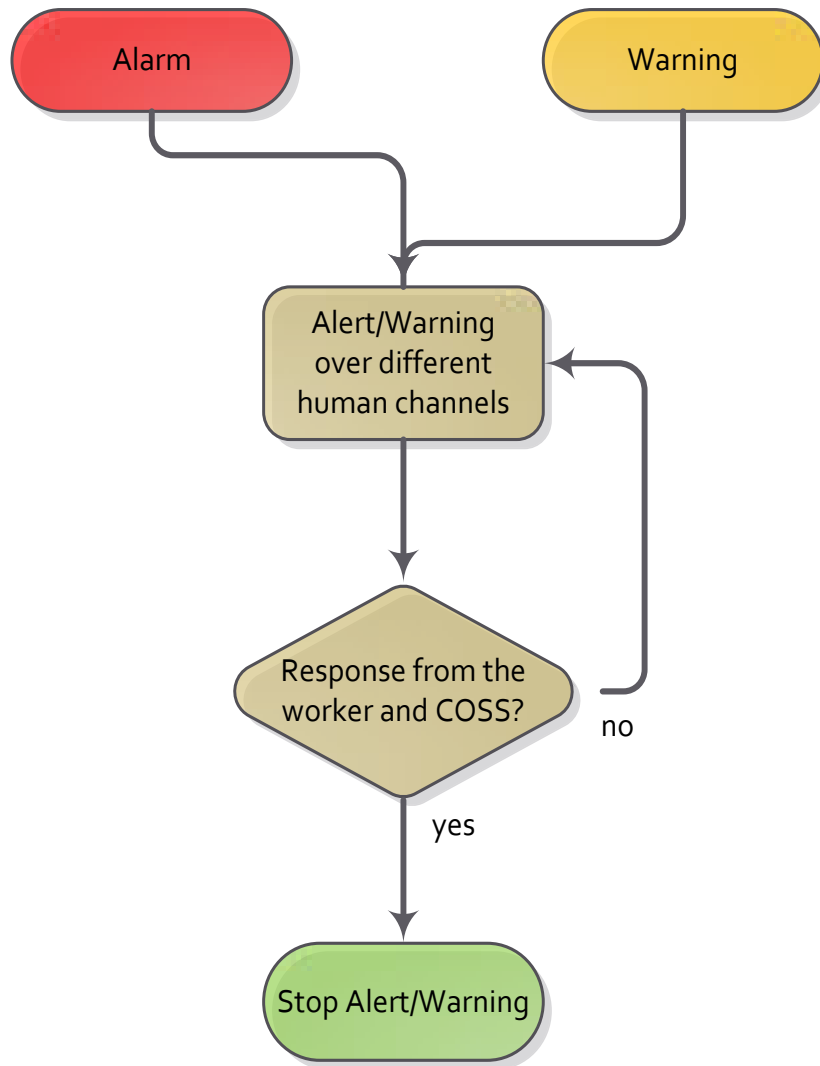 Alarm
Warning
Alert/Warning
over different
human channels
Response from the
worker and COSS?
no
yes
Stop Alert/Warning